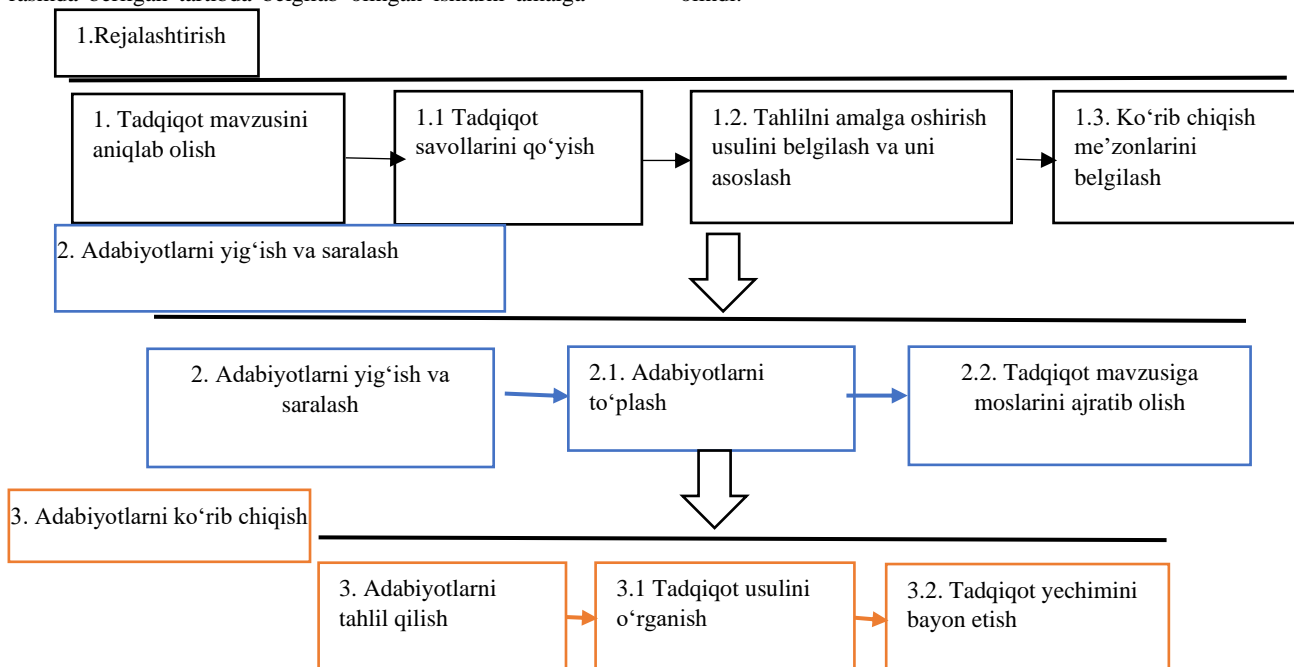 1.Rejalashtirish
1. Tadqiqot mavzusini
aniqlab olish
1.1 Tadqiqot
savollarini qo‘yish
1.2. Tahlilni amalga oshirish
usulini belgilash va uni
asoslash
1.3. Ko‘rib chiqish
me’zonlarini
belgilash
2. Adabiyotlarni yig‘ish va saralash
2. Adabiyotlarni yig‘ish va
saralash
2.1. Adabiyotlarni
to‘plash
2.2. Tadqiqot mavzusiga
moslarini ajratib olish
3. Adabiyotlarni ko‘rib chiqish
3. Adabiyotlarni
tahlil qilish
3.1 Tadqiqot usulini
o‘rganish
3.2. Tadqiqot yechimini
bayon etish